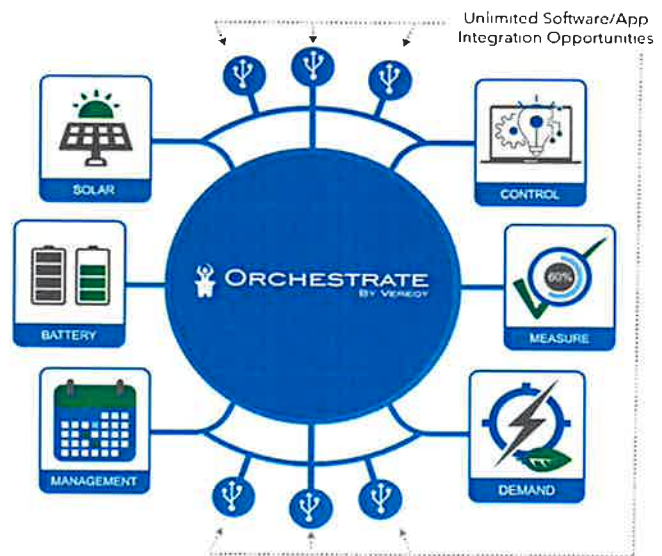 Unlimited Software/App
Integration Opportunities
SOLAR
CONTROL
ORCHESTRATE
BY VEREGY
BATTERY
60%
MEASURE
MANAGEMENT
DEMAND